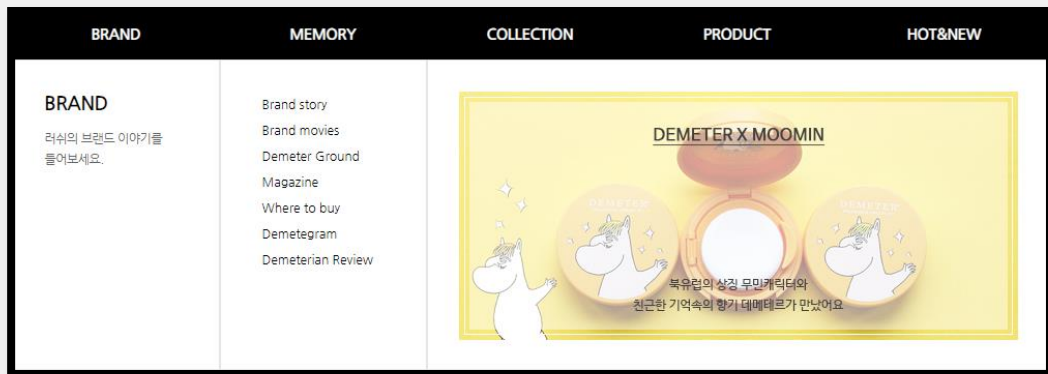 BRAND
MEMORY
COLLECTION
PRODUCT
HOT&NEW
BRAND
러쉬의 브랜드 이야기를
들어보세요.
Brand story
Brand movies
Demeter Ground
Magazine
Where to buy
Demetegram
Demeterian Review
DEMETER X MOOMIN
DEMETER
DEMETER
북유럽의 상징 무민캐릭터와
친근한 기억속의 향기 데메테르가 만났어요